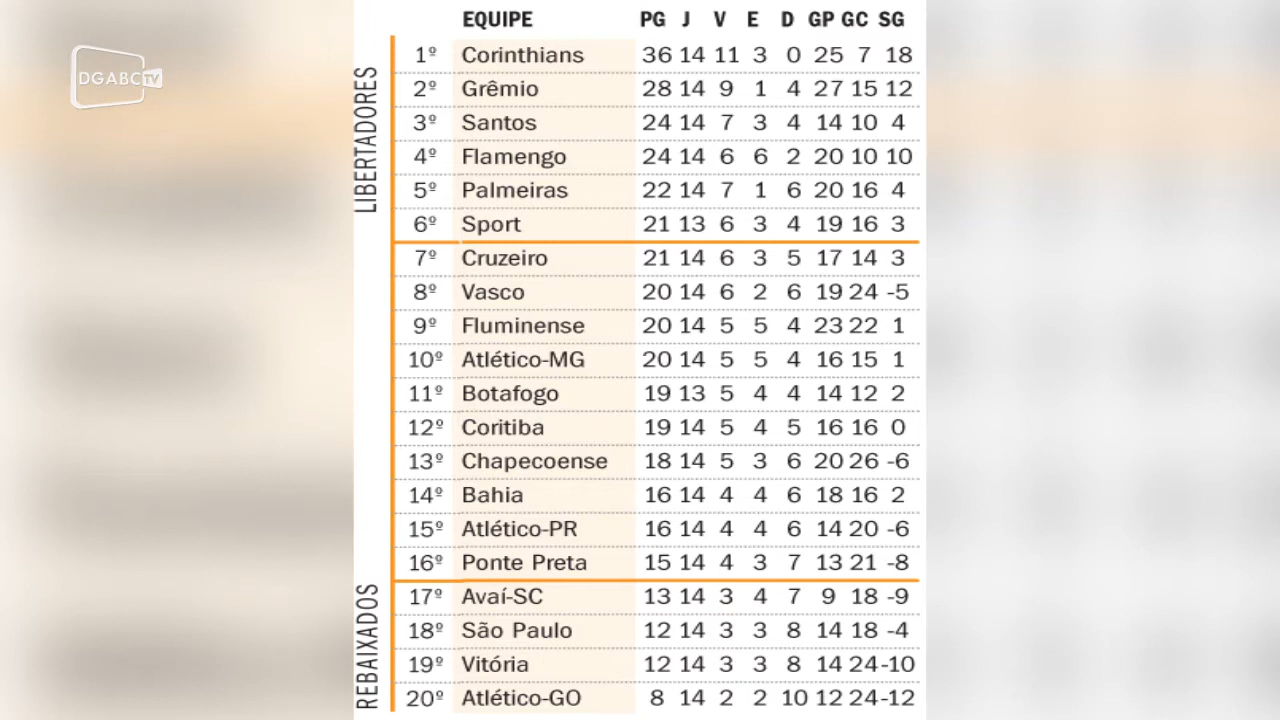 DGABCTV
EQUIPE PG J V E D GP GC SG
LIBERTADORES
1º Corinthians 36 14 11 3 0 25 7 18
2º Grêmio 28 14 9 1 4 27 15 12
3º Santos 24 14 7 3 4 14 10 4
4º Flamengo 24 14 6 6 2 20 10 10
5º Palmeiras 22 14 7 1 6 20 16 4
6º Sport 21 13 6 3 4 19 16 3
7º Cruzeiro 21 14 6 3 5 17 14 3
8º Vasco 20 14 6 2 6 19 24 -5
9º Fluminense 20 14 5 5 4 23 22 1
10º Atlético-MG 20 14 5 5 4 16 15 1
11º Botafogo 19 13 5 4 4 14 12 2
12º Coritiba 19 14 5 4 5 16 16 0
13º Chapecoense 18 14 5 3 6 20 26 -6
14º Bahia 16 14 4 4 6 18 16 2
15º Atlético-PR 16 14 4 4 6 14 20 -6
16º Ponte Preta 15 14 4 3 7 13 21 -8
REBAIXADOS
17º Avaí-SC 13 14 3 4 7 9 18 -9
18º São Paulo 12 14 3 3 8 14 18 -4
19º Vitória 12 14 3 3 8 14 24 -10
20º Atlético-GO 8 14 2 2 10 12 24 -12